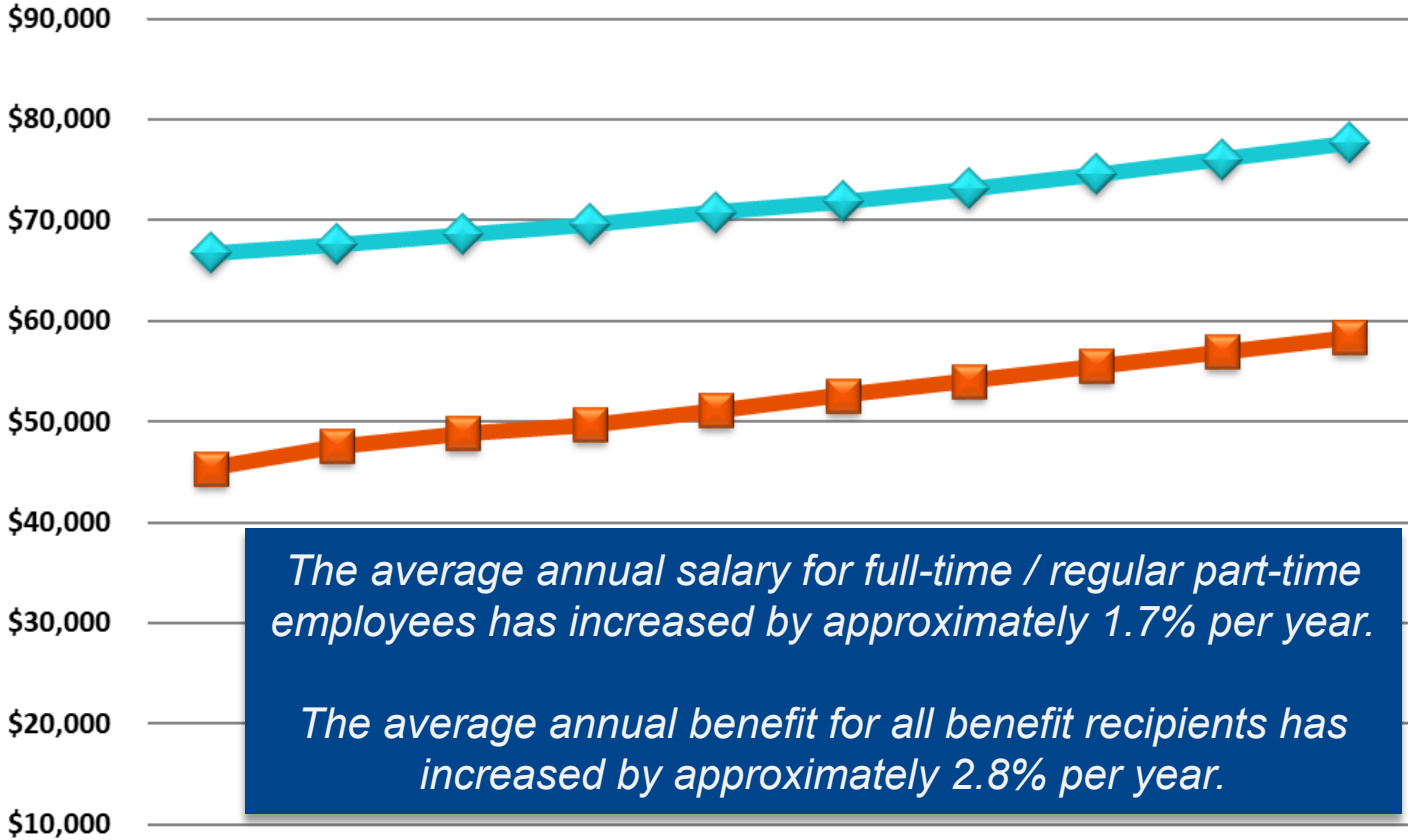 $90,000
$80,000
$70,000
$60,000
$50,000
$40,000
$30,000
$20,000
$10,000
The average annual salary for full-time / regular part-time
employees has increased by approximately 1.7% per year.
The average annual benefit for all benefit recipients has
increased by approximately 2.8% per year.